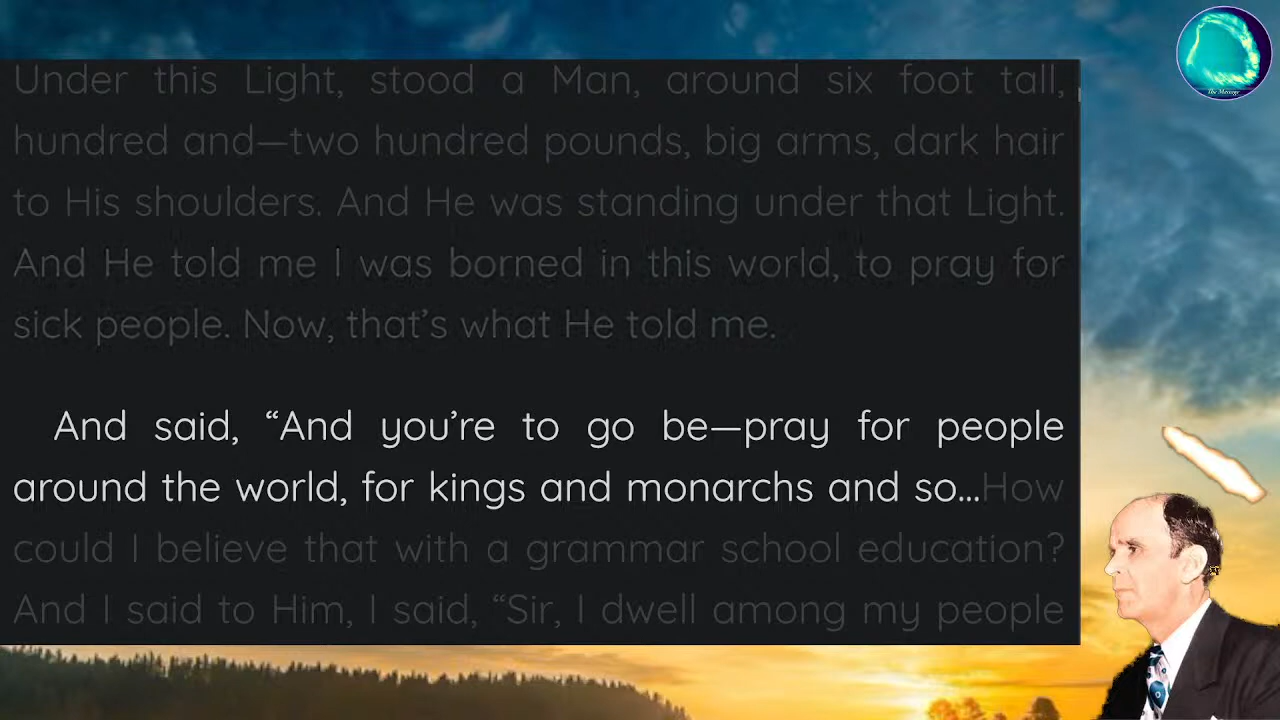 Under this Light, stood a Man, around six foot tall,
hundred and—two hundred pounds, big arms, dark hair
to His shoulders. And He was standing under that Light.
And He told me I was borned in this world, to pray for
sick people. Now, that’s what He told me.
And said, “And you’re to go be—pray for people
around the world, for kings and monarchs and so...How
could I believe that with a grammar school education?
And I said to Him, I said, “Sir, I dwell among my people
The Message